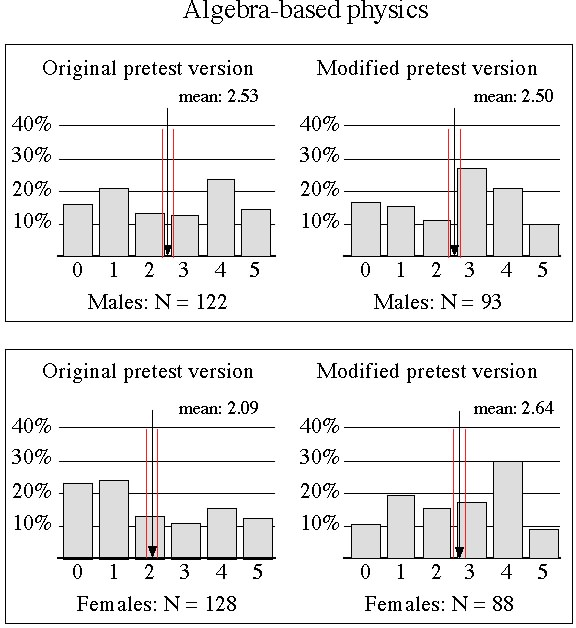 Algebra-based physics
Original pretest version
mean: 2.53
40%
30%
20%
10%
0 1 2 3 4 5
Males: N = 122
Modified pretest version
mean: 2.50
40%
30%
20%
10%
0 1 2 3 4 5
Males: N = 93
Original pretest version
mean: 2.09
40%
30%
20%
10%
0 1 2 3 4 5
Females: N = 128
Modified pretest version
mean: 2.64
40%
30%
20%
10%
0 1 2 3 4 5
Females: N = 88